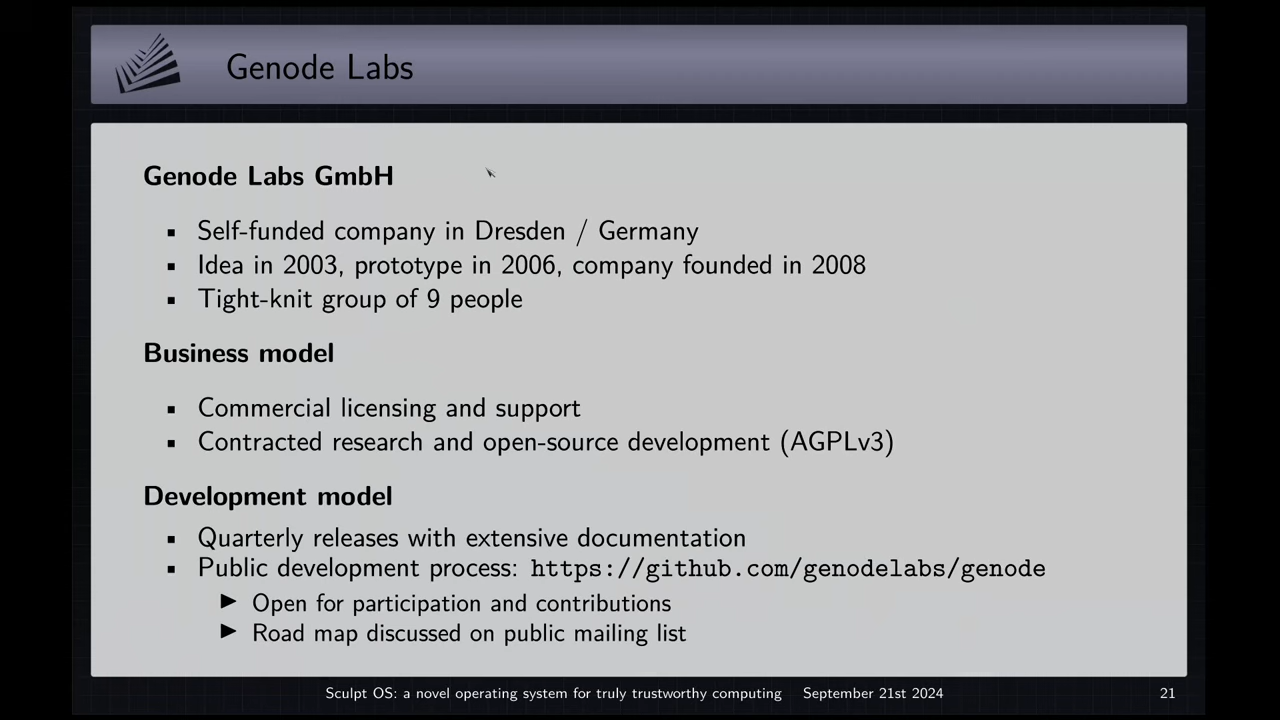 Genode Labs
Genode Labs GmbH
▪ Self-funded company in Dresden / Germany
▪ Idea in 2003, prototype in 2006, company founded in 2008
▪ Tight-knit group of 9 people
Business model
▪ Commercial licensing and support
▪ Contracted research and open-source development (AGPLv3)
Development model
▪ Quarterly releases with extensive documentation
▪ Public development process: https://github.com/genodelabs/genode
▶ Open for participation and contributions
▶ Road map discussed on public mailing list
Sculpt OS: a novel operating system for truly trustworthy computing September 21st 2024 21